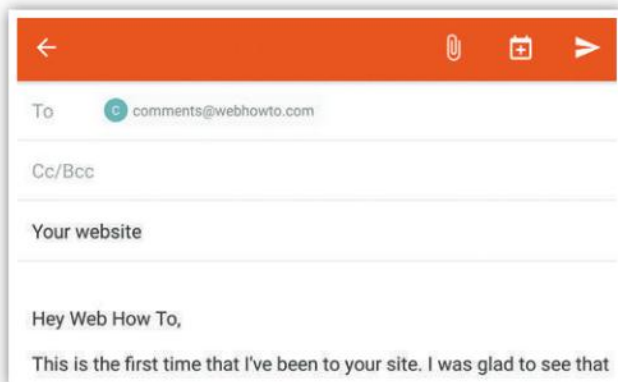 To C comments@webhowto.com
Cc/Bcc
Your website
Hey Web How To,
This is the first time that I've been to your site. I was glad to see that